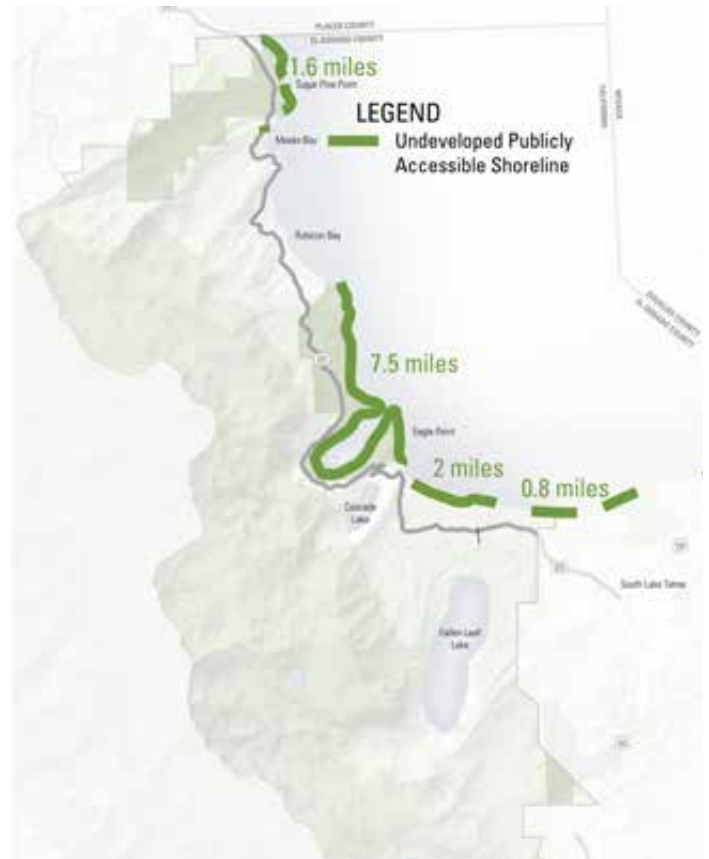 PLACER COUNTY
EL DORADO COUNTY
1.6 miles
Sugar Pine Point
LEGEND
Meeks Bay
Undeveloped Publicly
Accessible Shoreline
NEVADA
CALIFORNIA
Rubicon Bay
DOUGLAS COUNTY
EL DORADO COUNTY
7.5 miles
Eagle Point
2 miles
0.8 miles
Cascade
Lake
South Lake Tahoe
Fallen Leaf
Lake